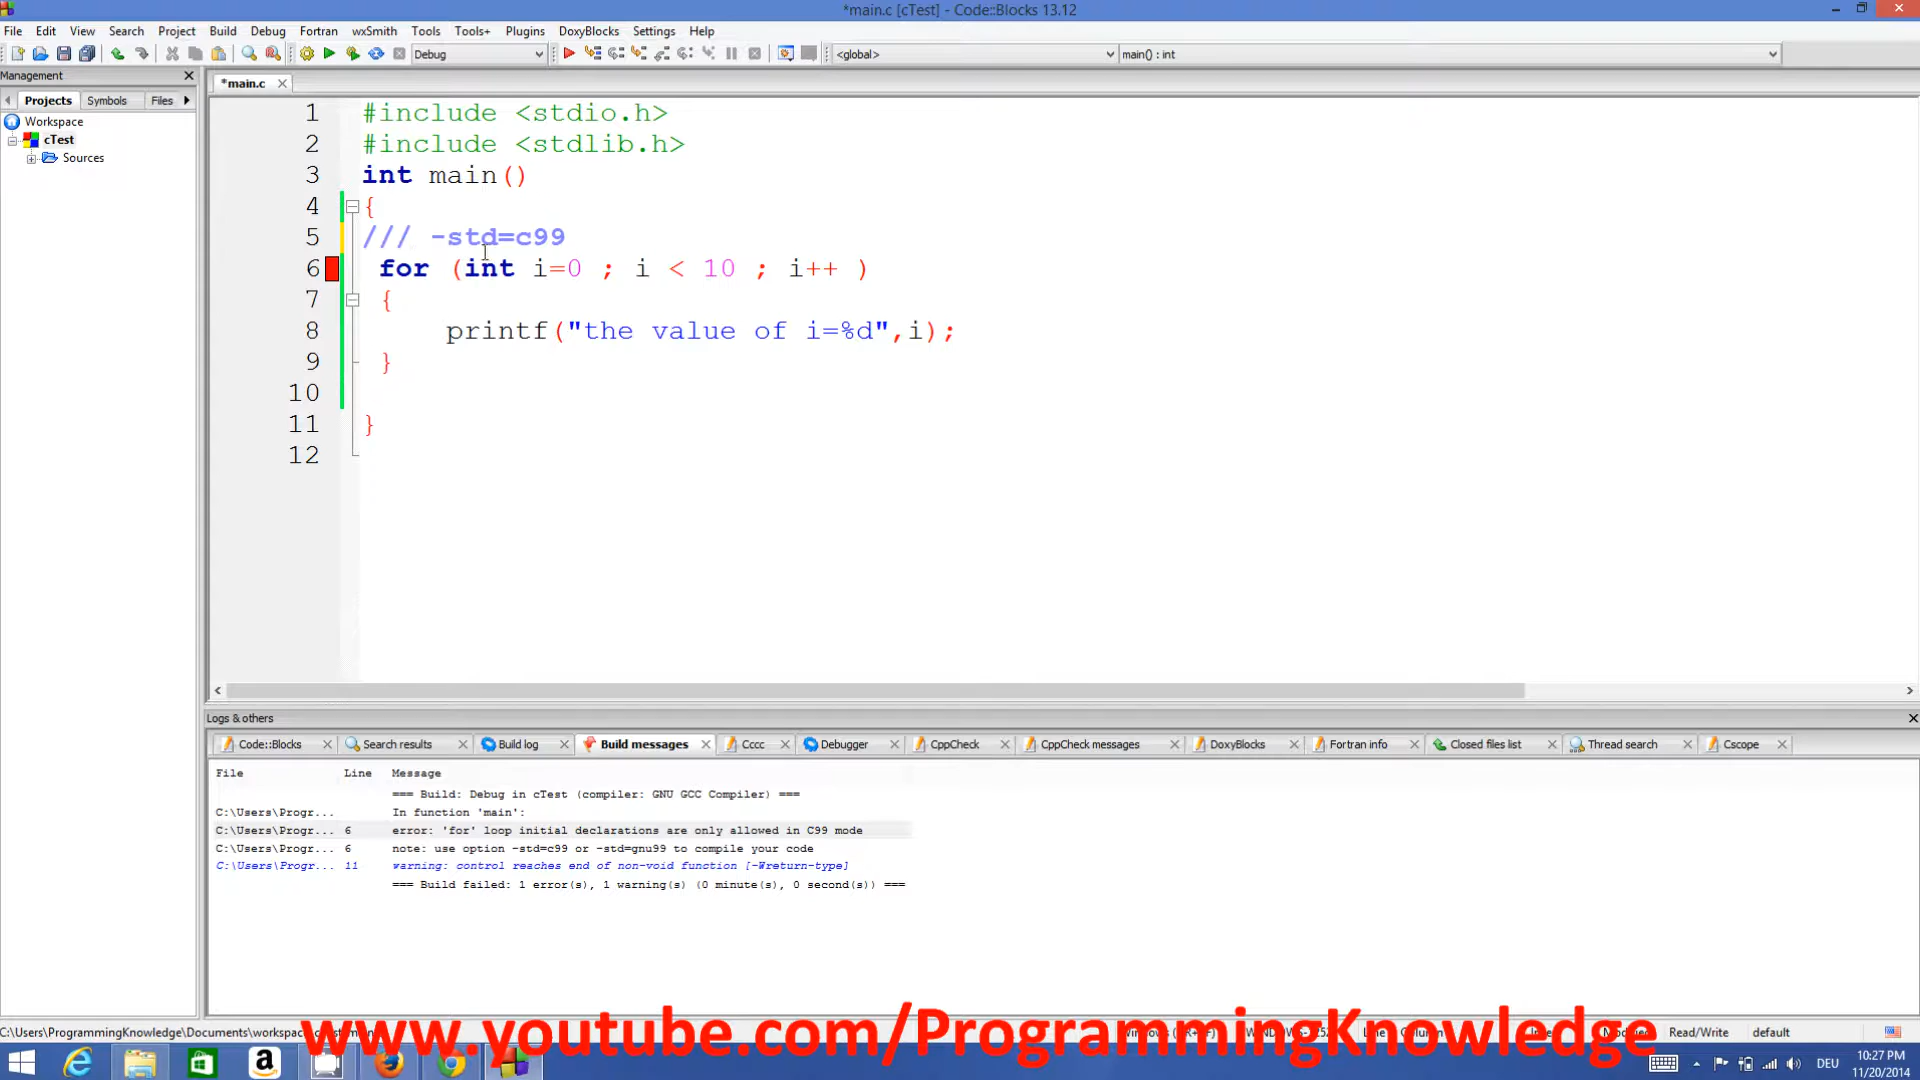 *main.c [cTest] - Code::Blocks 13.12
File Edit View Search Project Build Debug Fortran wxSmith Tools Tools+ Plugins DoxyBlocks Settings Help
Debug <global> main() : int
Management
*main.c
Projects Symbols Files
Workspace
cTest
Sources
1 #include <stdio.h>
2 #include <stdlib.h>
3 int main()
4 {
5 /// -std=c99
6 for (int i=0 ; i < 10 ; i++ )
7 {
8 printf("the value of i=%d",i);
9 }
10
11 }
12
Logs & others
Code::Blocks Search results Build log Build messages Cccc Debugger CppCheck CppCheck messages DoxyBlocks Fortran info Closed files list Thread search Cscope
File Line Message
=== Build: Debug in cTest (compiler: GNU GCC Compiler) ===
C:\Users\Progr... In function 'main':
C:\Users\Progr... 6 error: 'for' loop initial declarations are only allowed in C99 mode
C:\Users\Progr... 6 note: use option -std=c99 or -std=gnu99 to compile your code
C:\Users\Progr... 11 warning: control reaches end of non-void function [-Wreturn-type]
=== Build failed: 1 error(s), 1 warning(s) (0 minute(s), 0 second(s)) ===
C:\Users\ProgrammingKnowledge\Documents\workspac
Read/Write default
www.youtube.com/ProgrammingKnowledge
DEU
10:27 PM
11/20/2014